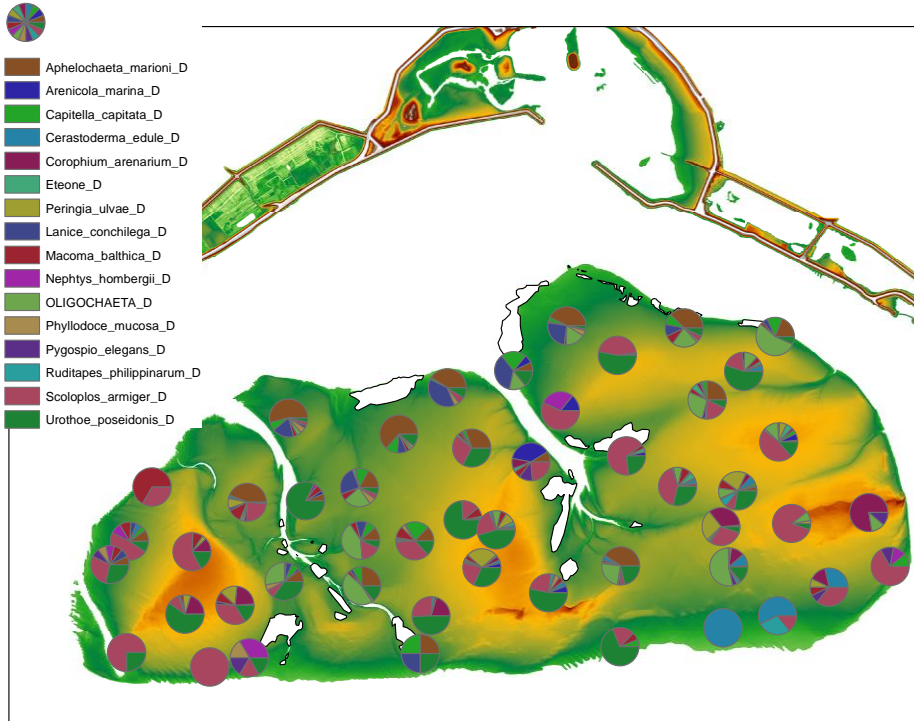 Aphelochaeta_marioni_D
Arenicola_marina_D
Capitella_capitata_D
Cerastoderma_edule_D
Corophium_arenarium_D
Eteone_D
Peringia_ulvae_D
Lanice_conchilega_D
Macoma_balthica_D
Nephtys_hombergii_D
OLIGOCHAETA_D
Phyllodoce_mucosa_D
Pygospio_elegans_D
Ruditapes_philippinarum_D
Scoloplos_armiger_D
Urothoe_poseidonis_D